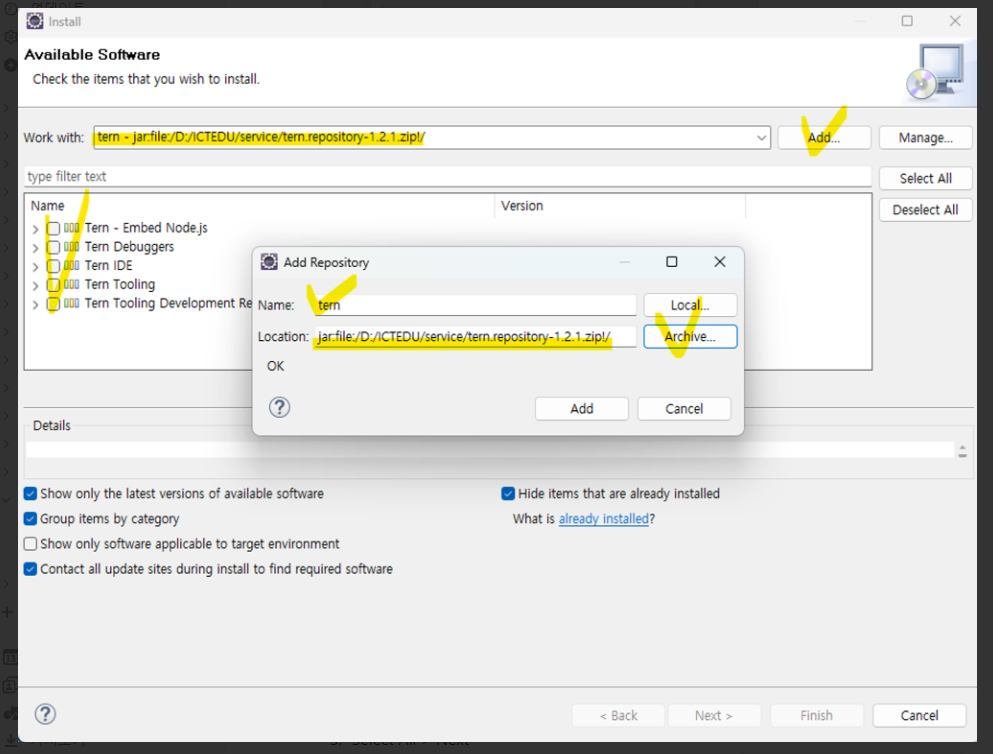 Install
Available Software
Check the items that you wish to install.
Work with: tern - jar:file:/D:/ICTEDU/service/tern.repository-1.2.1.zip!/ Add... Manage...
type filter text Select All
Deselect All
Name Version
Tern - Embed Node.js
Tern Debuggers
Tern IDE
Tern Tooling
Tern Tooling Development Re
Add Repository
Name: tern Local...
Location: jar:file:/D:/ICTEDU/service/tern.repository-1.2.1.zip!/ Archive...
OK
Add Cancel
Details
Show only the latest versions of available software Hide items that are already installed
Group items by category What is already installed?
Show only software applicable to target environment
Contact all update sites during install to find required software
< Back Next > Finish Cancel